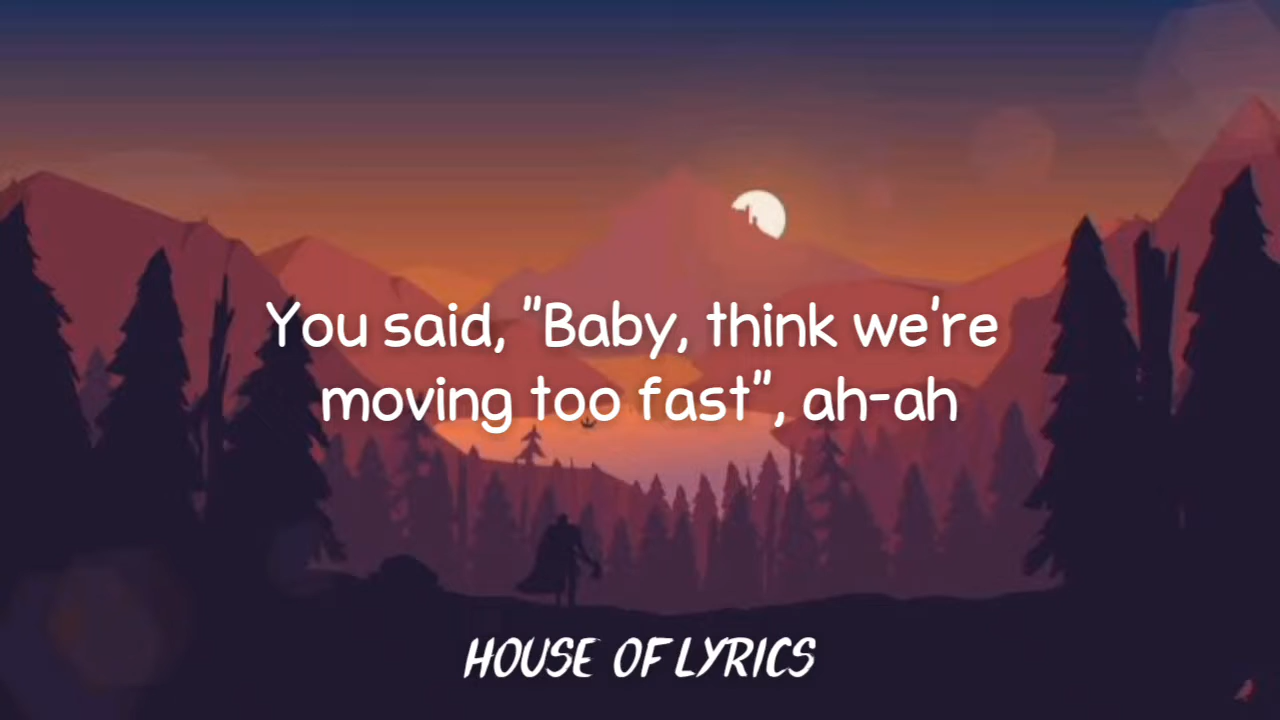 You said, "Baby, think we're
moving too fast", ah-ah
HOUSE OF LYRICS